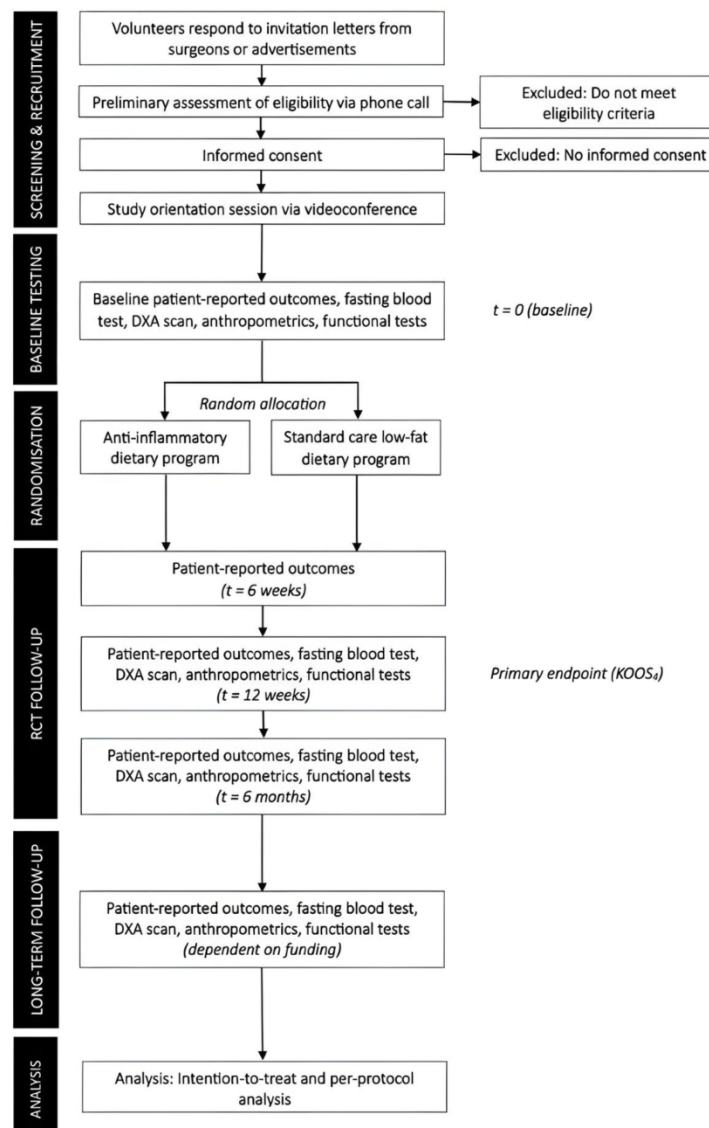 SCREENING & RECRUITMENT
Volunteers respond to invitation letters from
surgeons or advertisements
Preliminary assessment of eligibility via phone call
Excluded: Do not meet
eligibility criteria
Informed consent
Excluded: No informed consent
Study orientation session via videoconference
BASELINE TESTING
Baseline patient-reported outcomes, fasting blood
test, DXA scan, anthropometrics, functional tests
t = 0 (baseline)
RANDOMISATION
Random allocation
Anti-inflammatory
dietary program
Standard care low-fat
dietary program
RCT FOLLOW-UP
Patient-reported outcomes
(t = 6 weeks)
Patient-reported outcomes, fasting blood test,
DXA scan, anthropometrics, functional tests
(t = 12 weeks)
Primary endpoint (KOOS₄)
Patient-reported outcomes, fasting blood test,
DXA scan, anthropometrics, functional tests
(t = 6 months)
LONG-TERM FOLLOW-UP
Patient-reported outcomes, fasting blood test,
DXA scan, anthropometrics, functional tests
(dependent on funding)
ANALYSIS
Analysis: Intention-to-treat and per-protocol
analysis